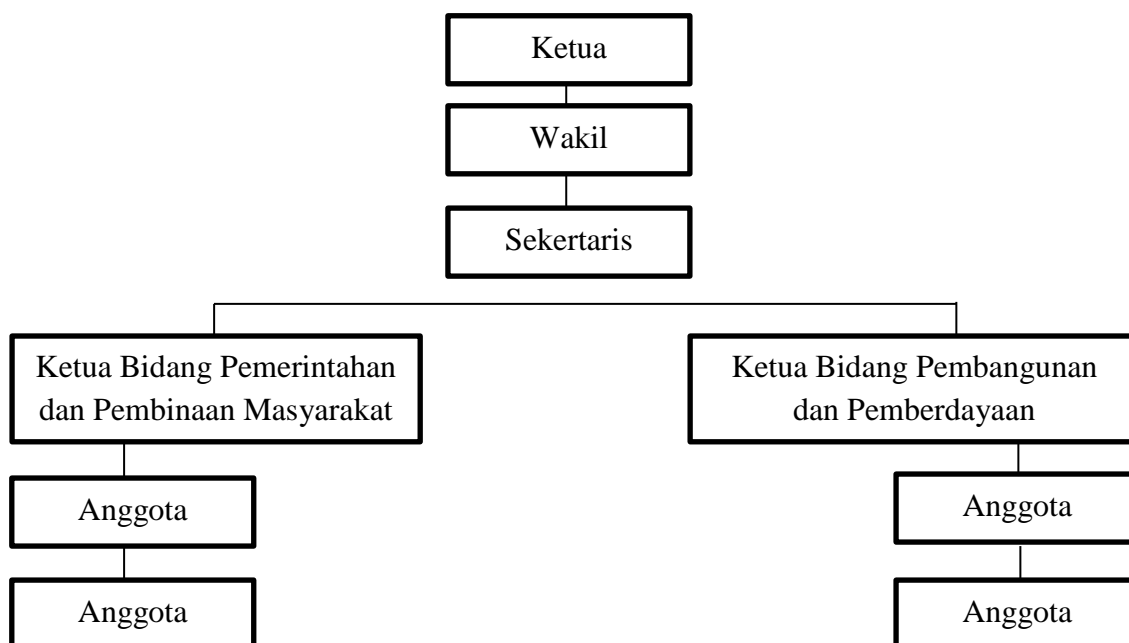 Ketua
Wakil
Sekertaris
Ketua Bidang Pemerintahan
dan Pembinaan Masyarakat
Ketua Bidang Pembangunan
dan Pemberdayaan
Anggota
Anggota
Anggota
Anggota